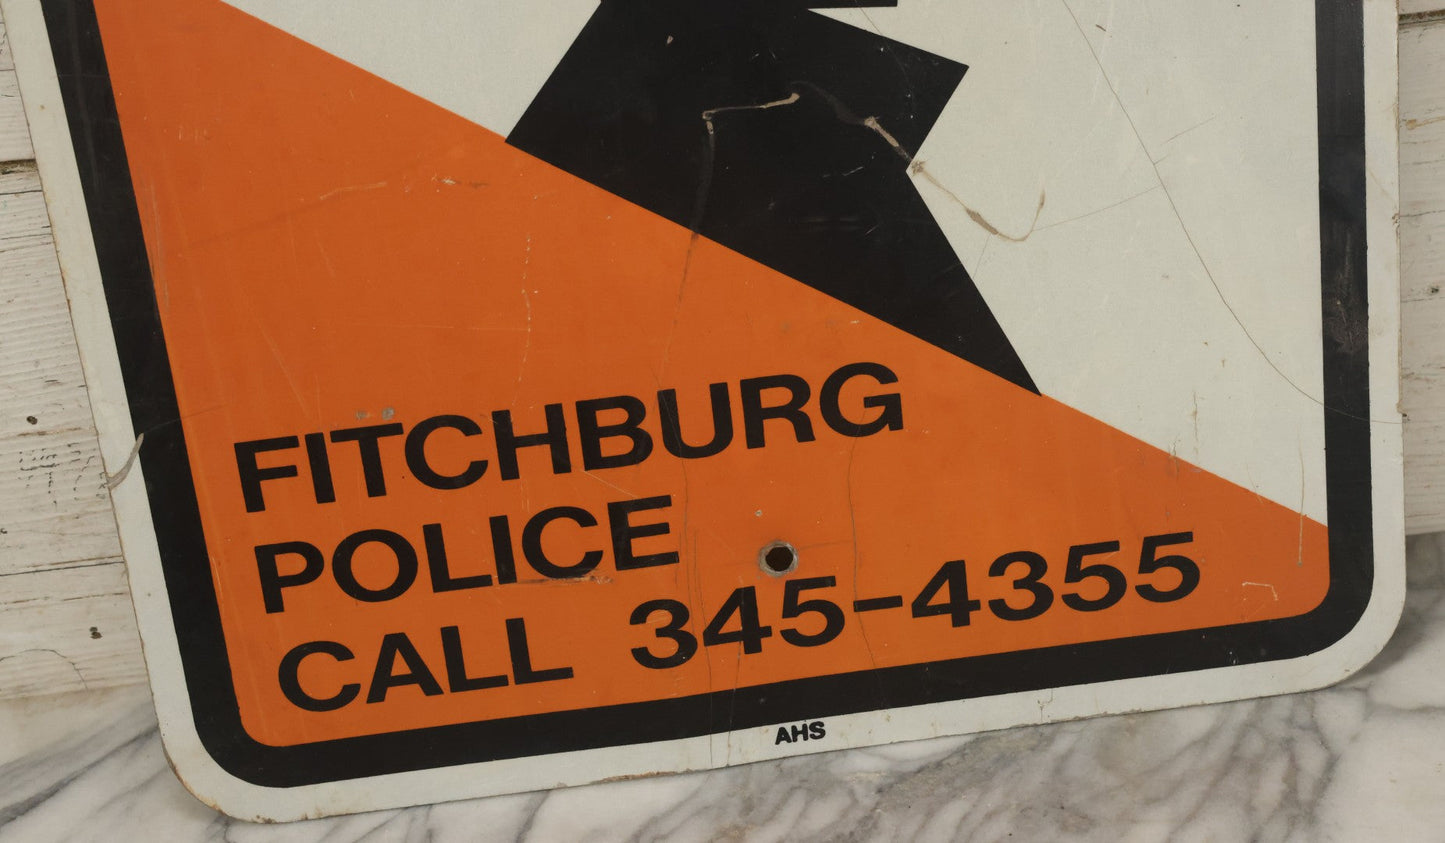 FITCHBURG
POLICE
CALL 345-4355
AHS